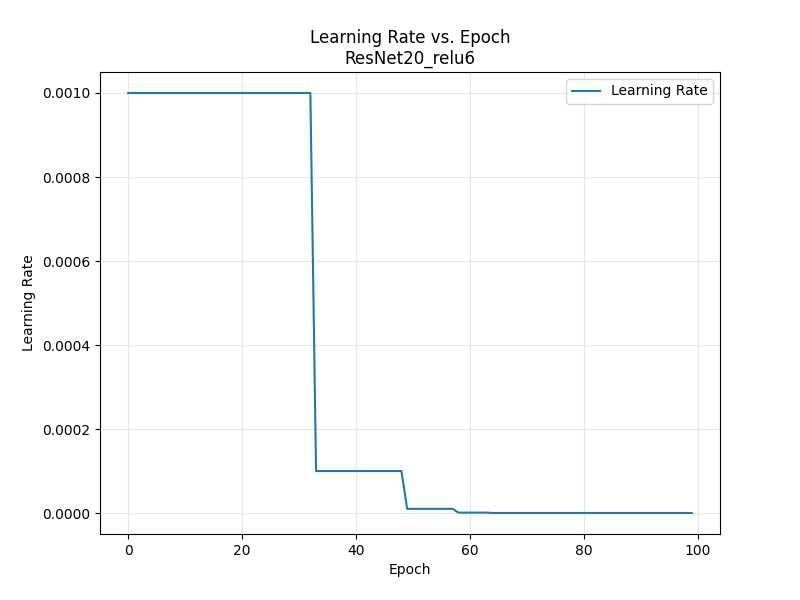 Learning Rate vs. Epoch
ResNet20_relu6
Learning Rate
0.0010
0.0008
0.0006
0.0004
0.0002
0.0000
Learning Rate
0 20 40 60 80 100
Epoch